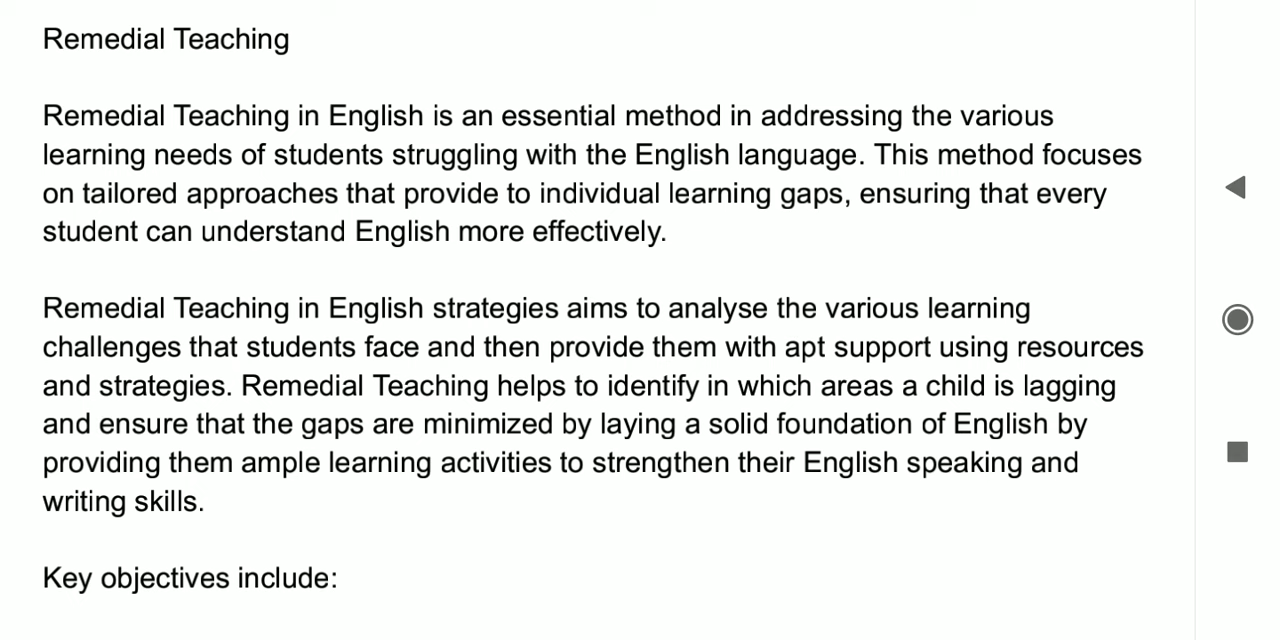 Remedial Teaching
Remedial Teaching in English is an essential method in addressing the various
learning needs of students struggling with the English language. This method focuses
on tailored approaches that provide to individual learning gaps, ensuring that every
student can understand English more effectively.
Remedial Teaching in English strategies aims to analyse the various learning
challenges that students face and then provide them with apt support using resources
and strategies. Remedial Teaching helps to identify in which areas a child is lagging
and ensure that the gaps are minimized by laying a solid foundation of English by
providing them ample learning activities to strengthen their English speaking and
writing skills.
Key objectives include: